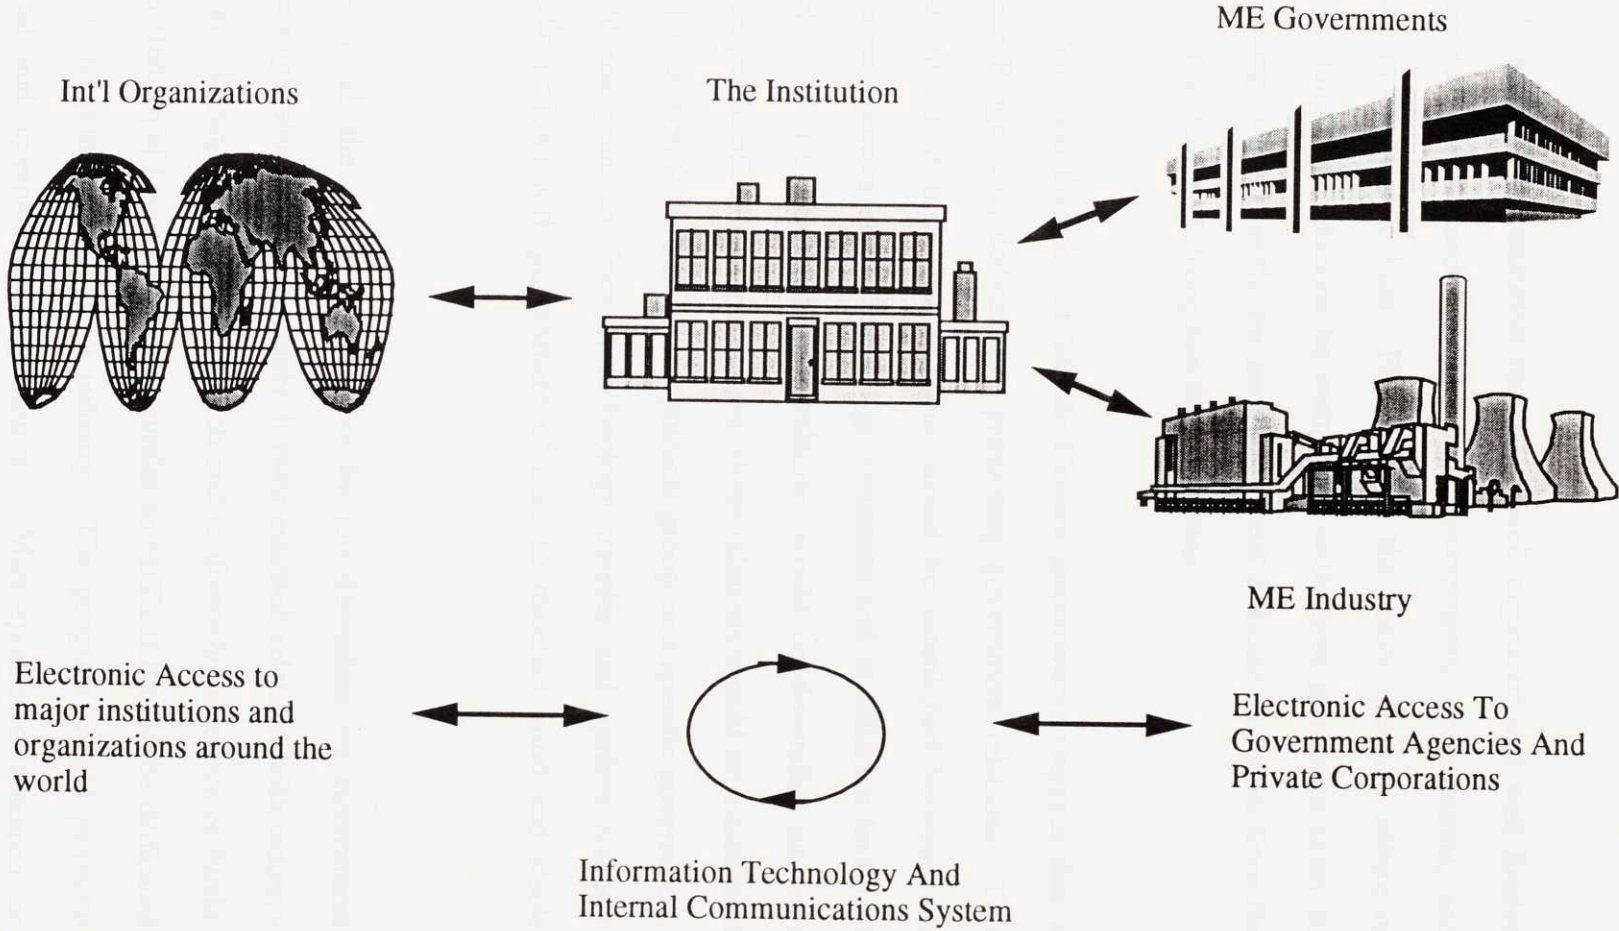 ME Governments
Int'l Organizations
The Institution
ME Industry
Electronic Access to
major institutions and
organizations around the
world
Electronic Access To
Government Agencies And
Private Corporations
Information Technology And
Internal Communications System